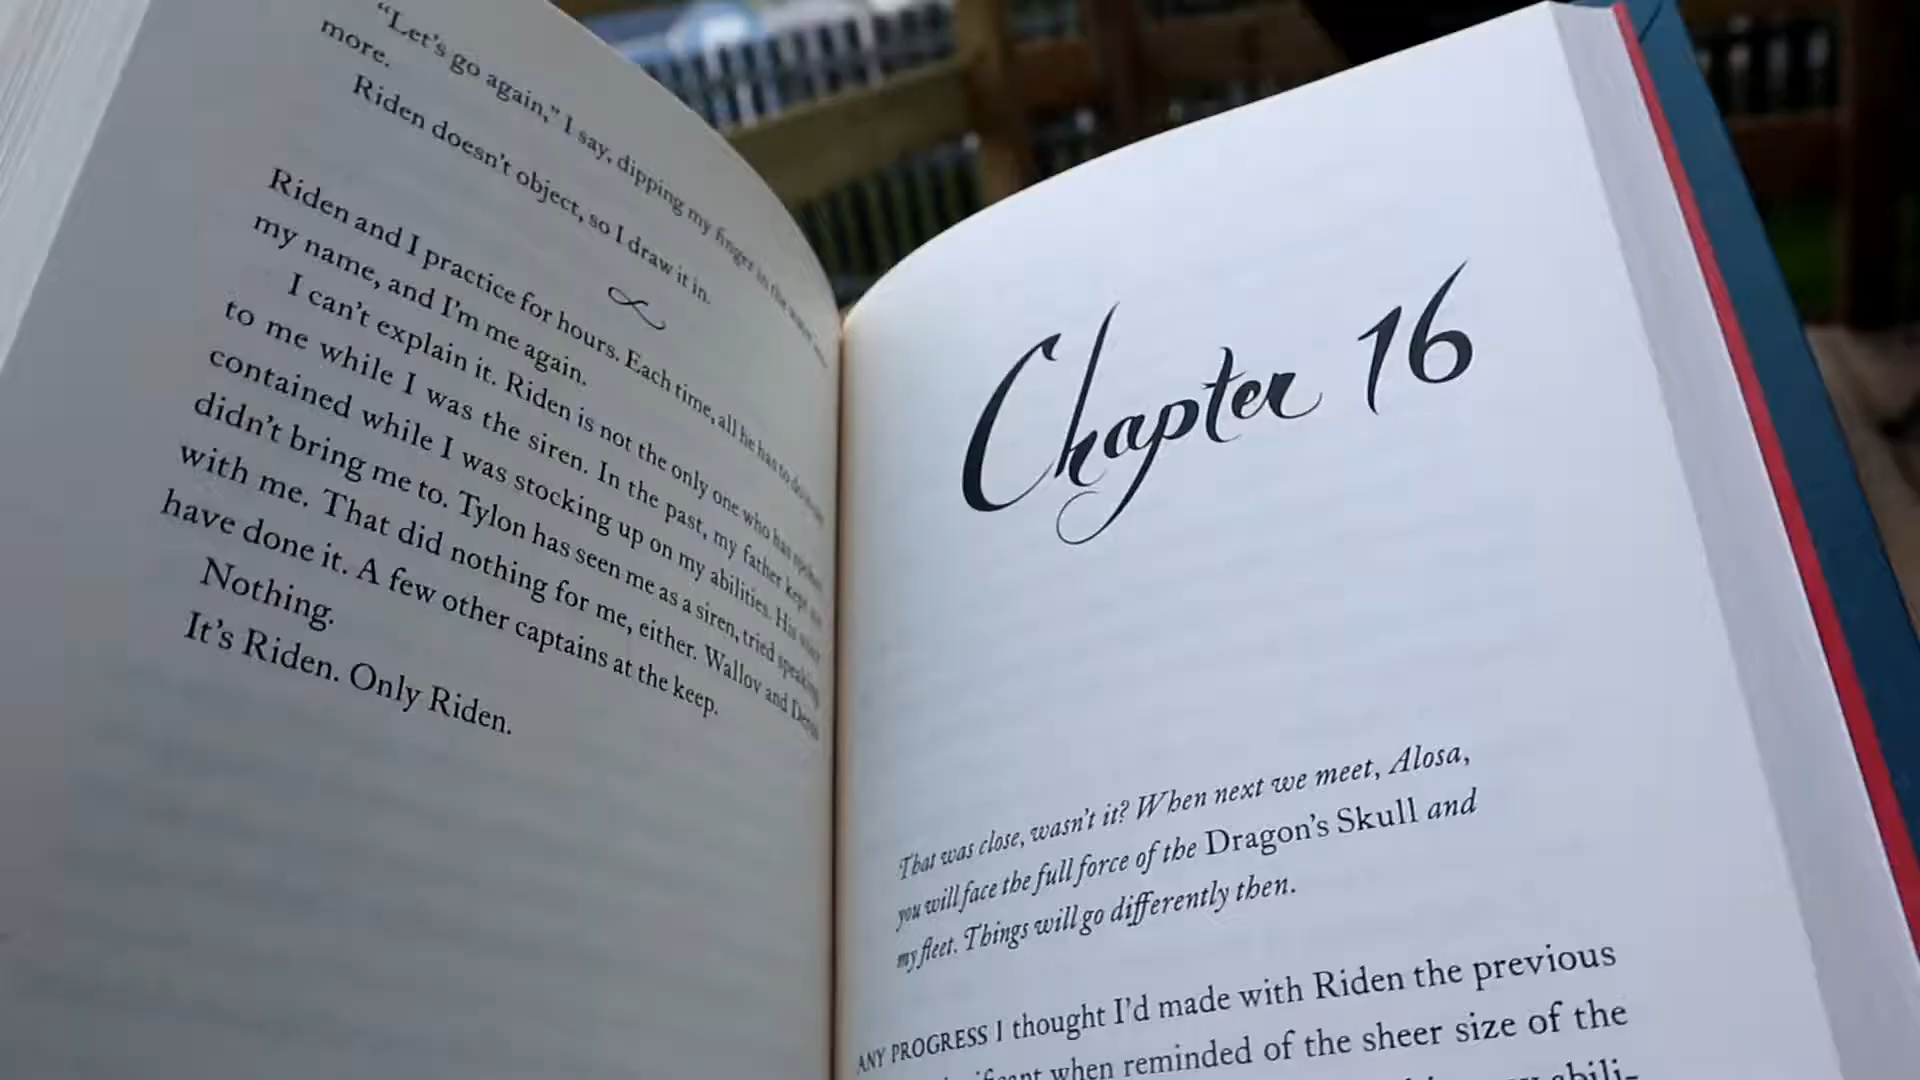 “Let’s go again,” I say, dipping my finger in the water
more.
Riden doesn’t object, so I draw it in.
Riden and I practice for hours. Each time, all he has to do is
my name, and I’m me again.
I can’t explain it. Riden is not the only one who has
to me while I was the siren. In the past, my father kept me
contained while I was stocking up on my abilities. His
didn’t bring me to. Tylon has seen me as a siren, tried speaking
with me. That did nothing for me, either. Wallov and
have done it. A few other captains at the keep.
Nothing.
It’s Riden. Only Riden.
Chapter 16
That was close, wasn’t it? When next we meet, Alosa,
you will face the full force of the Dragon’s Skull and
my fleet. Things will go differently then.
ANY PROGRESS I thought I’d made with Riden the previous
when reminded of the sheer size of the
abili-